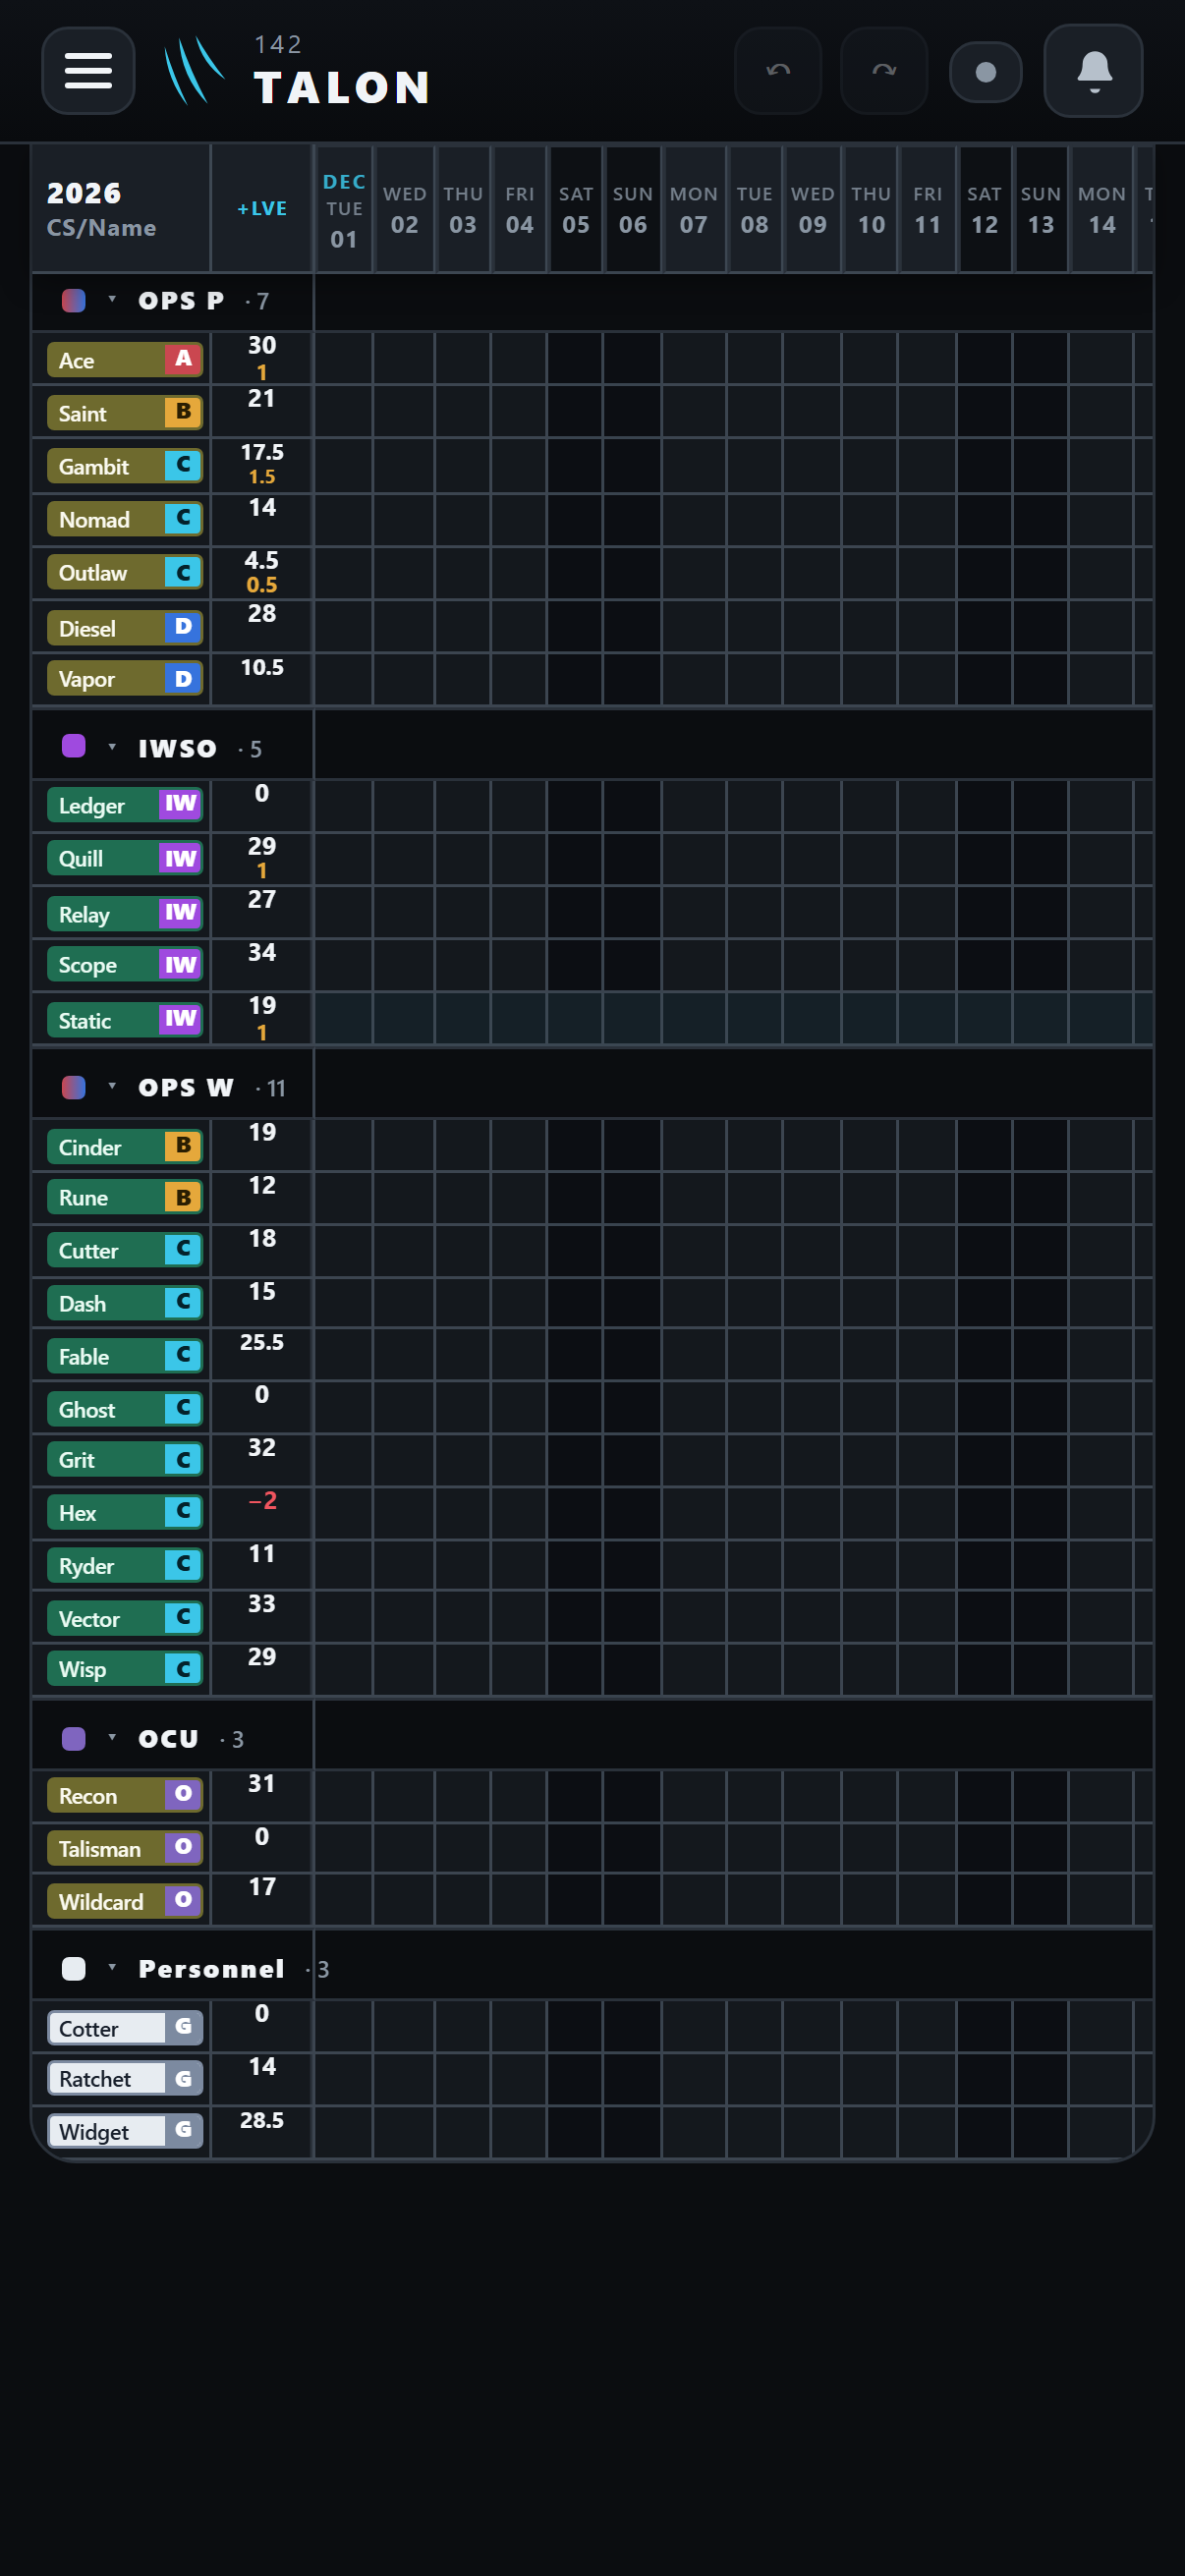 142
TALON
2026
CS/Name
+LVE
DEC
TUE
01
WED
02
THU
03
FRI
04
SAT
05
SUN
06
MON
07
TUE
08
WED
09
THU
10
FRI
11
SAT
12
SUN
13
MON
14
OPS P · 7
Ace A 30
1
Saint B 21
Gambit C 17.5
1.5
Nomad C 14
Outlaw C 4.5
0.5
Diesel D 28
Vapor D 10.5
IWSO · 5
Ledger IW 0
Quill IW 29
1
Relay IW 27
Scope IW 34
Static IW 19
1
OPS W · 11
Cinder B 19
Rune B 12
Cutter C 18
Dash C 15
Fable C 25.5
Ghost C 0
Grit C 32
Hex C –2
Ryder C 11
Vector C 33
Wisp C 29
OCU · 3
Recon O 31
Talisman O 0
Wildcard O 17
Personnel · 3
Cotter G 0
Ratchet G 14
Widget G 28.5